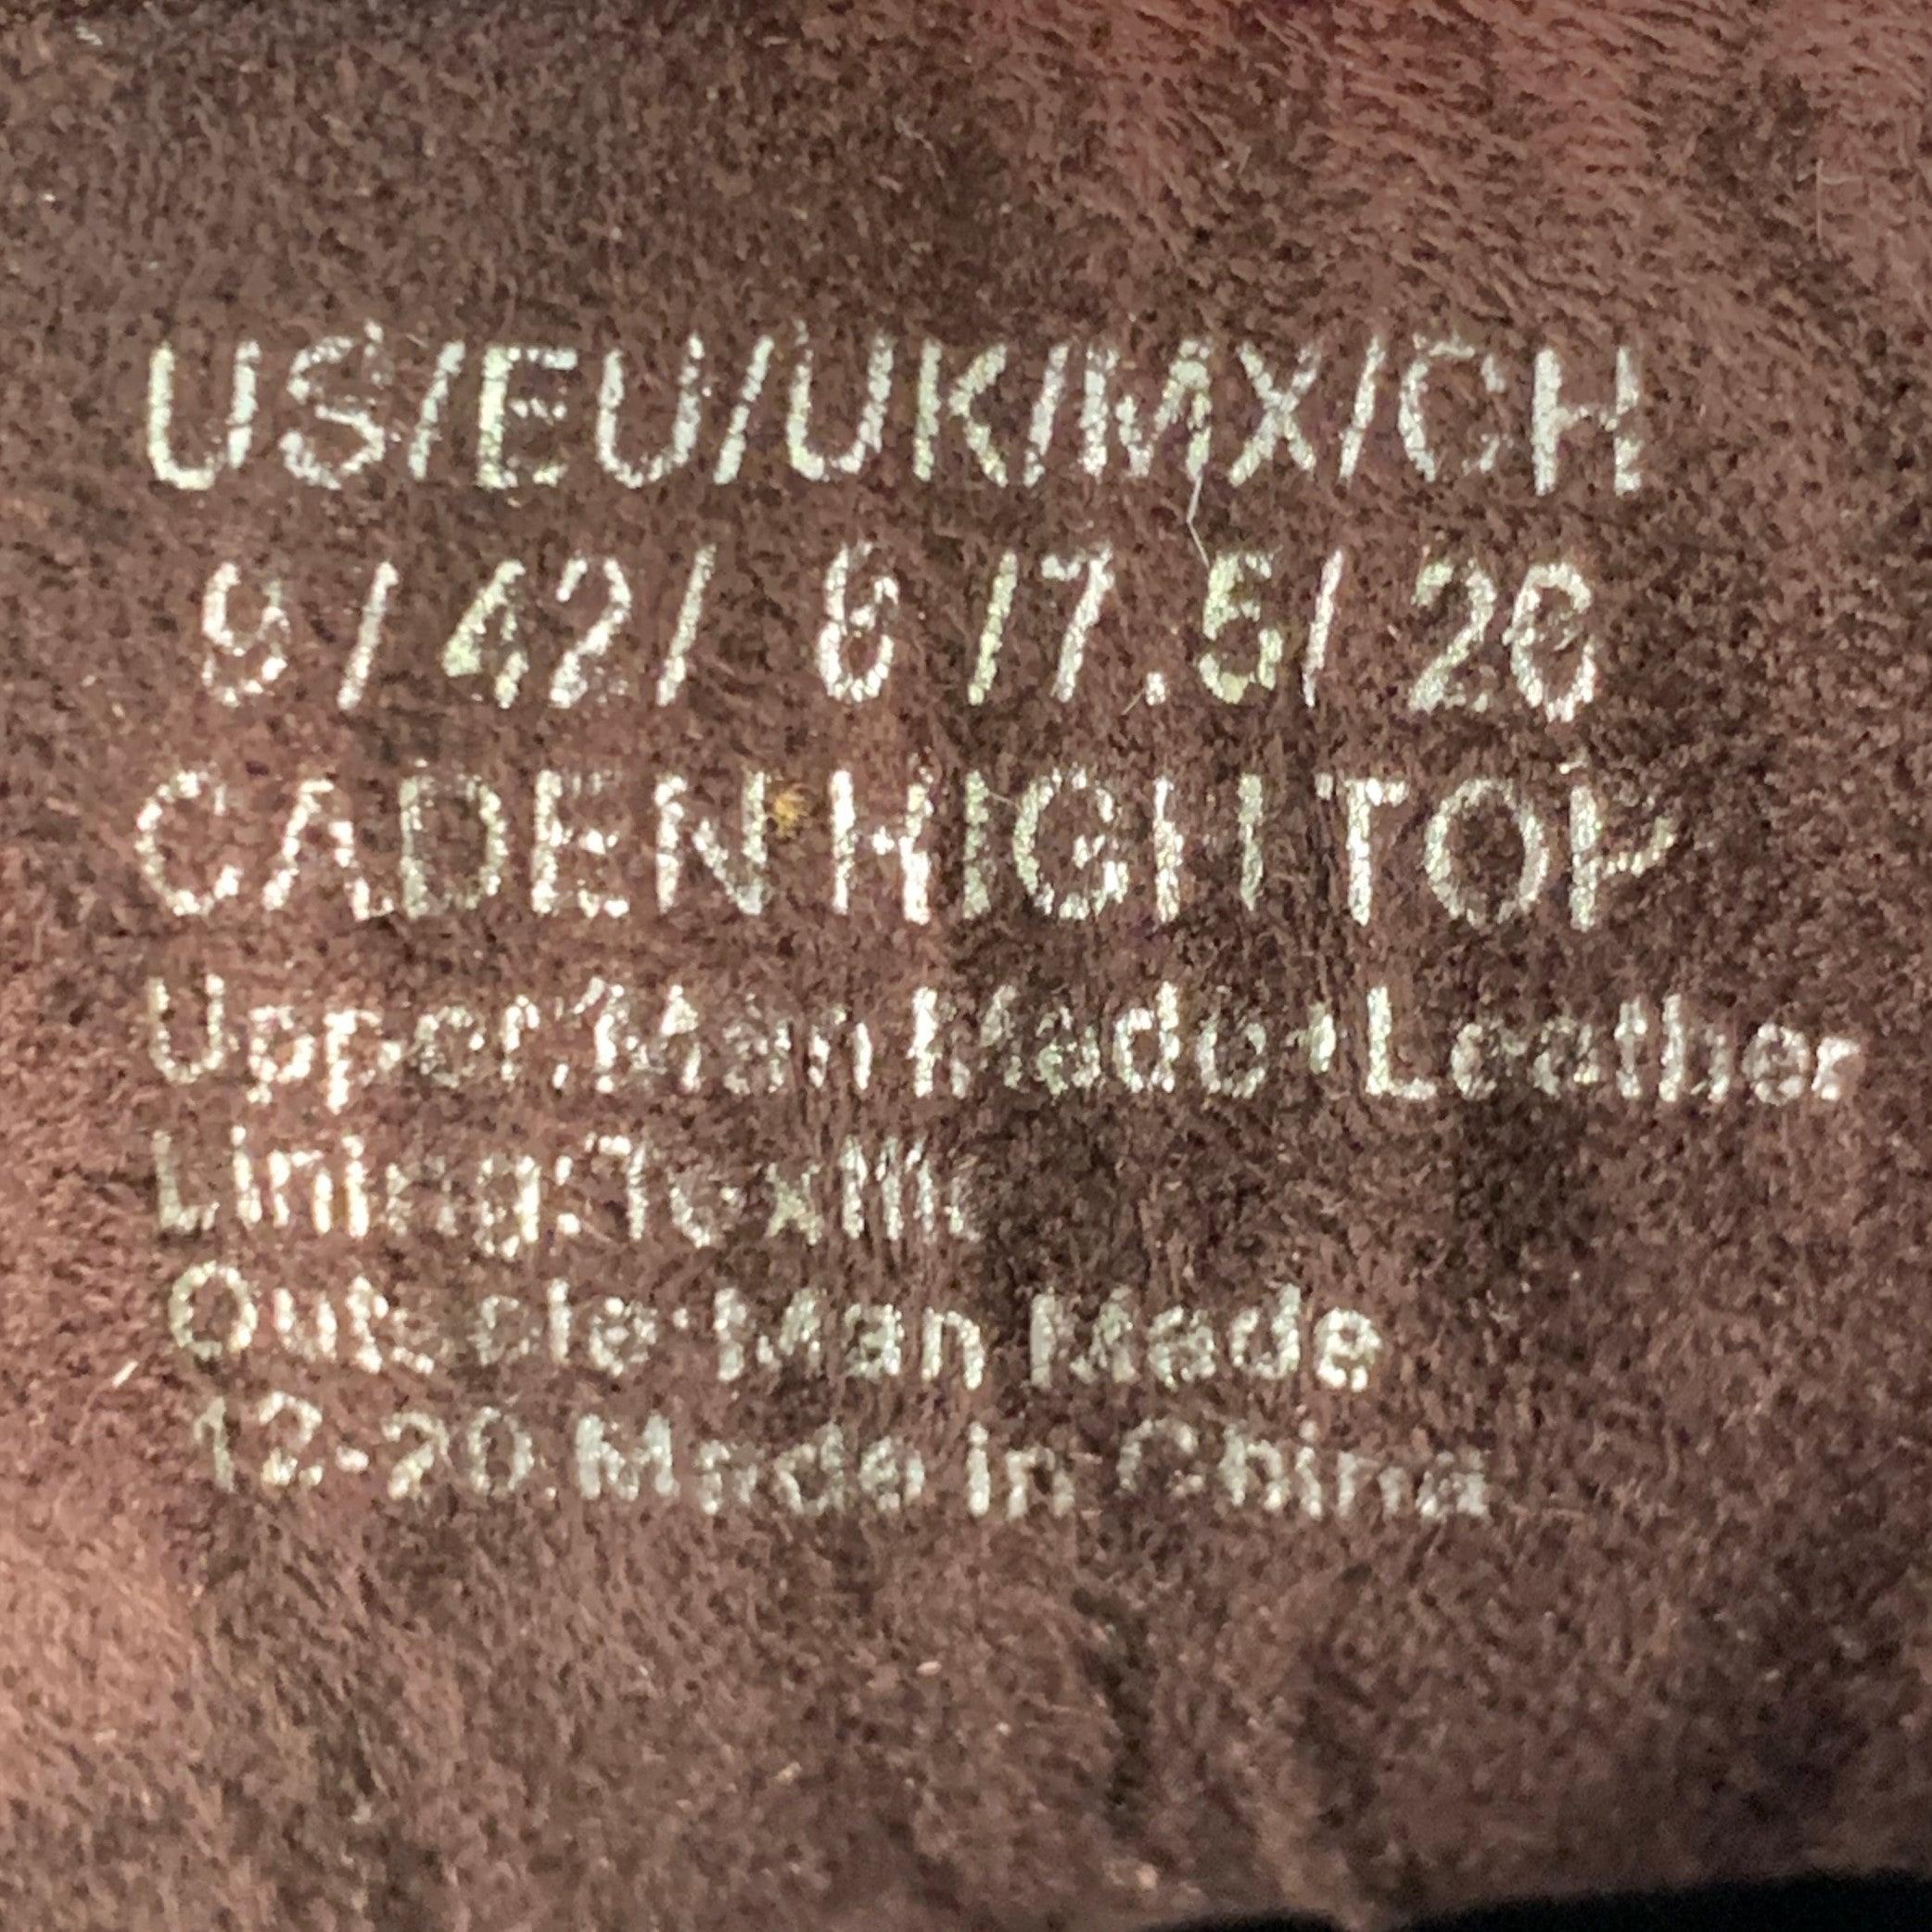 US/EU/UK/MX/CH
9 / 42 / 8 / 7.5 / 26
CADEN HIGH TOP
Upper:Man Made+Leather
Lining:Textile
Outsole:Man Made
12-20 Made in China